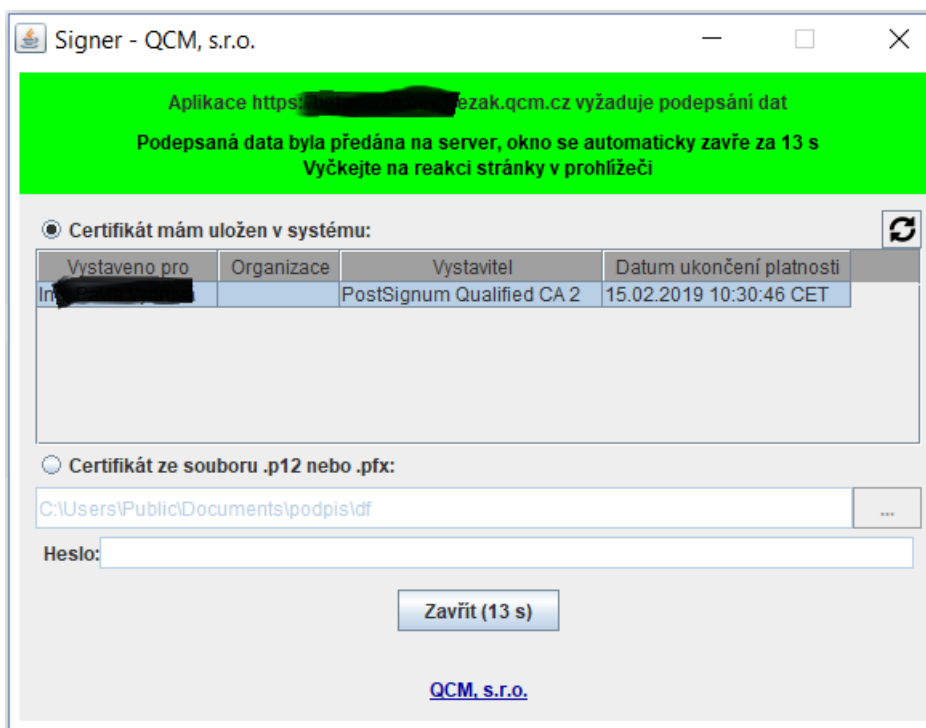 Signer - QCM, s.r.o.
Aplikace https: ezak.qcm.cz vyžaduje podepsání dat
Podepsaná data byla předána na server, okno se automaticky zavře za 13 s
Vyčkejte na reakci stránky v prohlížeči
Certifikát mám uložen v systému:
Vystaveno pro Organizace Vystavitel Datum ukončení platnosti
PostSignum Qualified CA 2 15.02.2019 10:30:46 CET
Certifikát ze souboru .p12 nebo .pfx:
C:\Users\Public\Documents\podpis\df ...
Heslo:
Zavřít (13 s)
QCM, s.r.o.